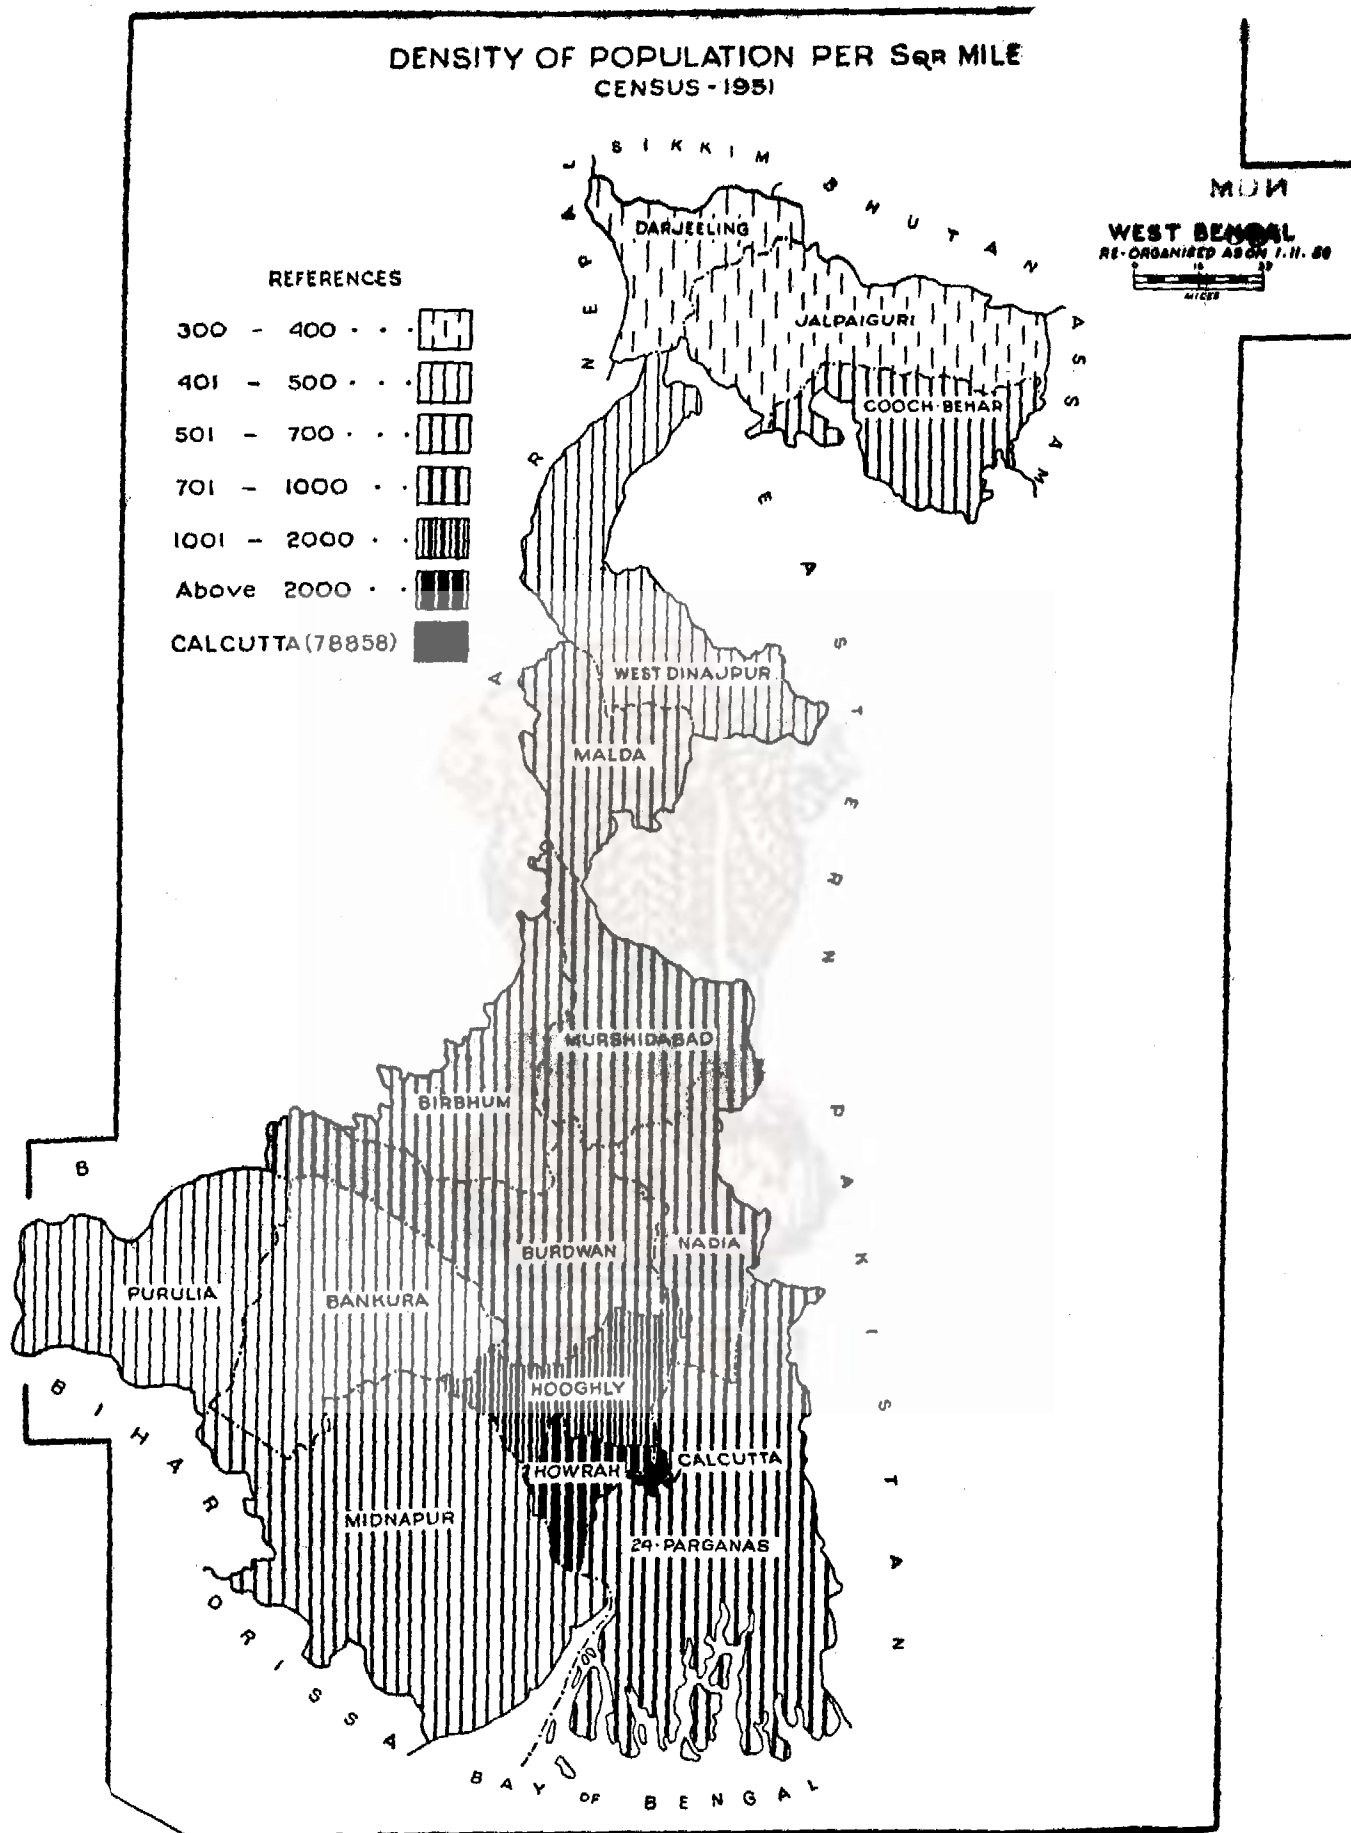 DENSITY OF POPULATION PER SQR MILE
CENSUS - 1951
SIKKIM
BHUTAN
NEPAL
ASSAM
WEST BENGAL
RE-ORGANISED AS ON 1.11.56
0 16 32
MILES
REFERENCES
300 - 400 · · ·
401 - 500 · · ·
501 - 700 · · ·
701 - 1000 · ·
1001 - 2000 · ·
Above 2000 · ·
CALCUTTA (78858)
DARJEELING
JALPAIGURI
COOCH·BEHAR
WEST DINAJPUR
MALDA
MURSHIDABAD
BIRBHUM
BURDWAN
NADIA
PURULIA
BANKURA
HOOGHLY
HOWRAH
CALCUTTA
MIDNAPUR
24·PARGANAS
EASTERN PAKISTAN
B
R
A
R
BIHAR
ORISSA
BAY OF BENGAL